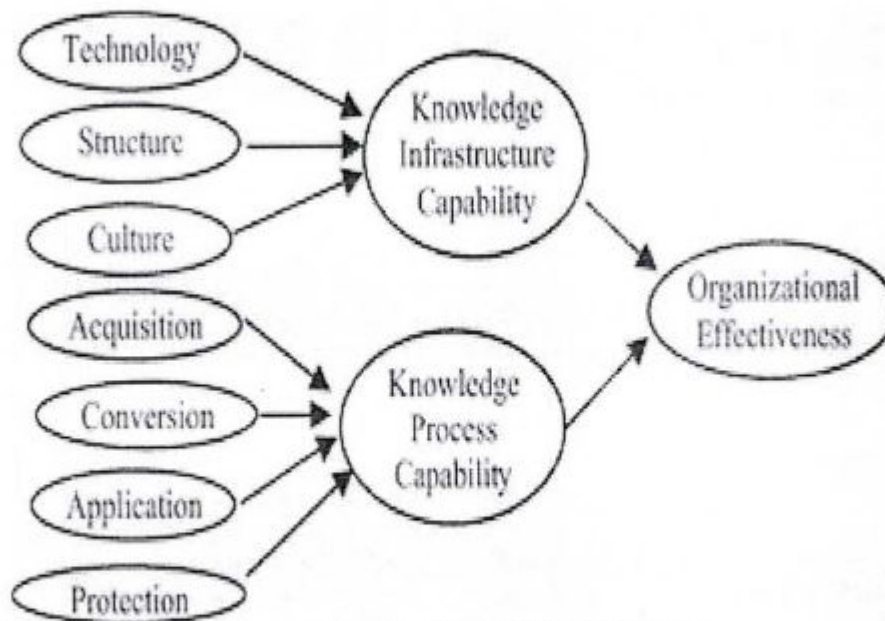 Technology
Structure
Culture
Acquisition
Conversion
Application
Protection
Knowledge
Infrastructure
Capability
Knowledge
Process
Capability
Organizational
Effectiveness